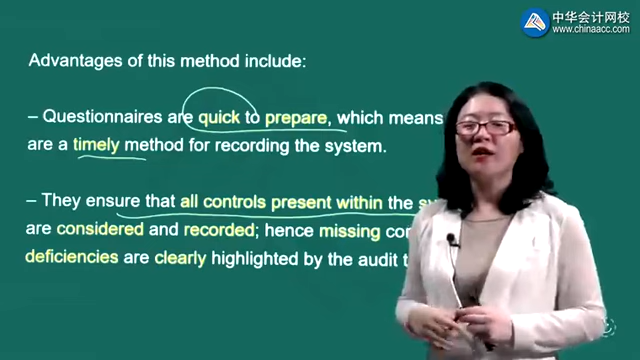 中华会计网校
www.chinaacc.com
Advantages of this method include:
– Questionnaires are quick to prepare, which means
are a timely method for recording the system.
– They ensure that all controls present within the
are considered and recorded; hence missing
deficiencies are clearly highlighted by the audit